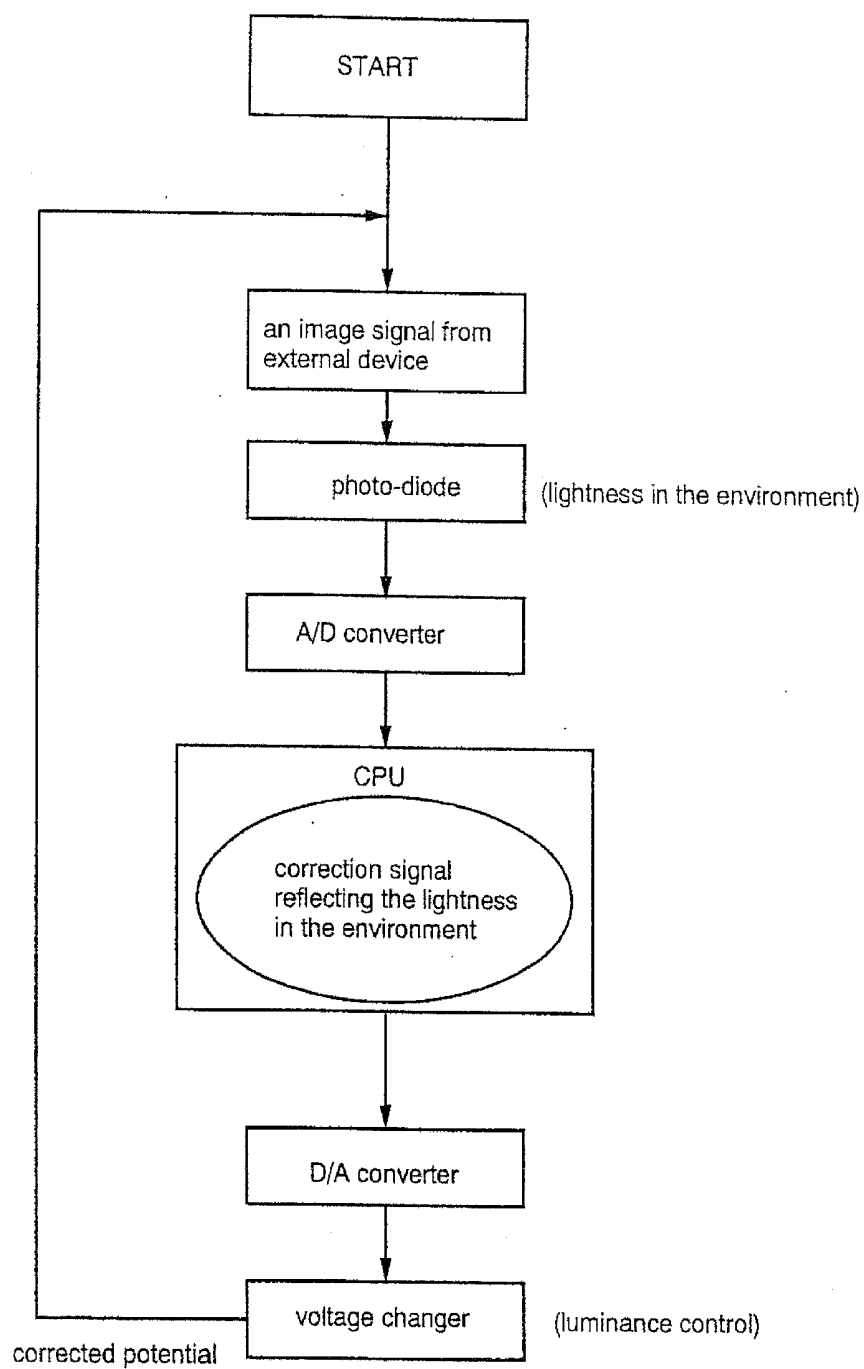 START
an image signal from
external device
photo-diode
(lightness in the environment)
A/D converter
CPU
correction signal
reflecting the lightness
in the environment
D/A converter
voltage changer
(luminance control)
corrected potential